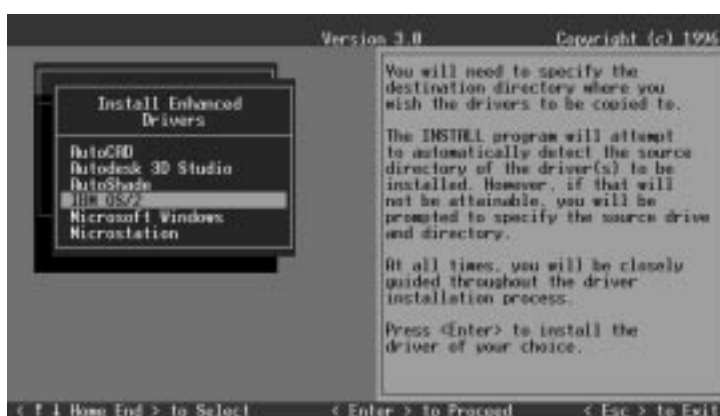 Version 3.0 Copyright (c) 1996
Install Enhanced
Drivers
AutoCAD
Autodesk 3D Studio
AutoShade
IBM OS/2
Microsoft Windows
Microstation
You will need to specify the
destination directory where you
wish the drivers to be copied to.
The INSTALL program will attempt
to automatically detect the source
directory of the driver(s) to be
installed. However, if that will
not be attainable, you will be
prompted to specify the source drive
and directory.
At all times, you will be closely
guided throughout the driver
installation process.
Press <Enter> to install the
driver of your choice.
< ↑ ↓ Home End > to Select < Enter > to Proceed < Esc > to Exit